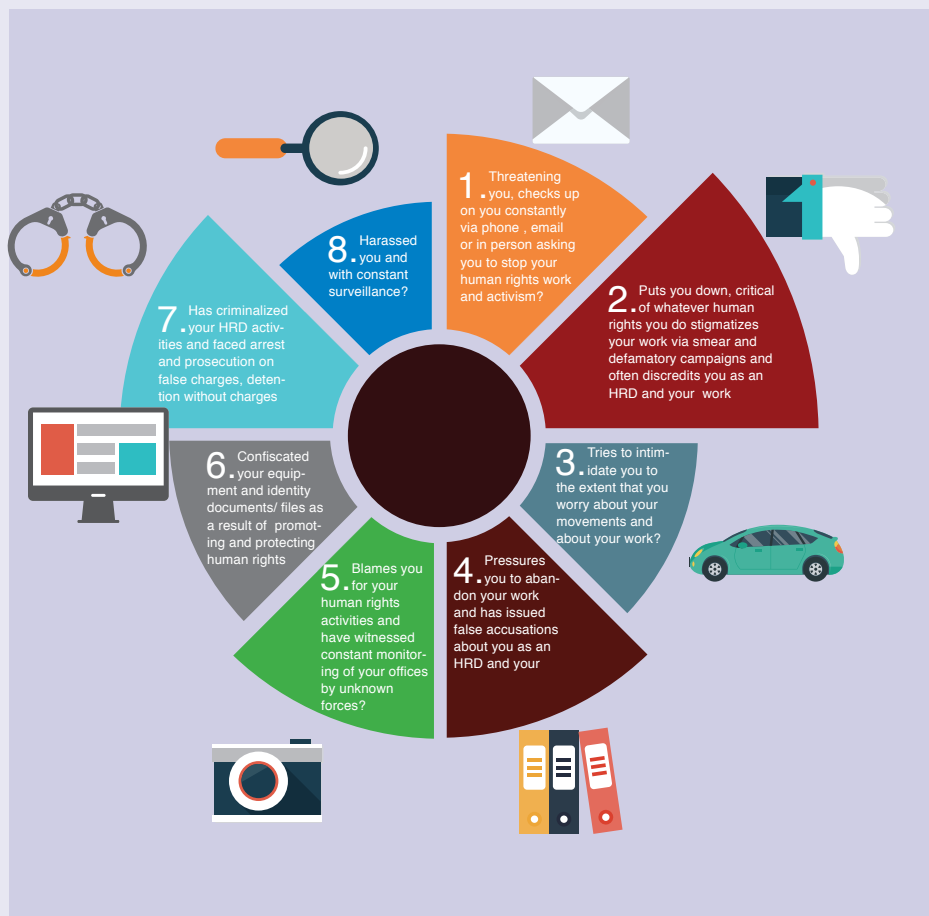 1. Threatening
you, checks up
on you constantly
via phone , email
or in person asking
you to stop your
human rights work
and activism?
2. Puts you down, critical
of whatever human
rights you do stigmatizes
your work via smear and
defamatory campaigns and
often discredits you as an
HRD and your  work
3. Tries to intim-
idate you to
the extent that you
worry about your
movements and
about your work?
4. Pressures
you to aban-
don your work
and has issued
false accusations
about you as an
HRD and your
5. Blames you
for your
human rights
activities and
have witnessed
constant monitor-
ing of your offices
by unknown
forces?
6. Confiscated
your equip-
ment and identity
documents/ files as
a result of  promot-
ing and protecting
human rights
7. Has criminalized
your HRD activ-
ities and faced arrest
and prosecution on
false charges, deten-
tion without charges
8. Harassed
you and
with constant
surveillance?